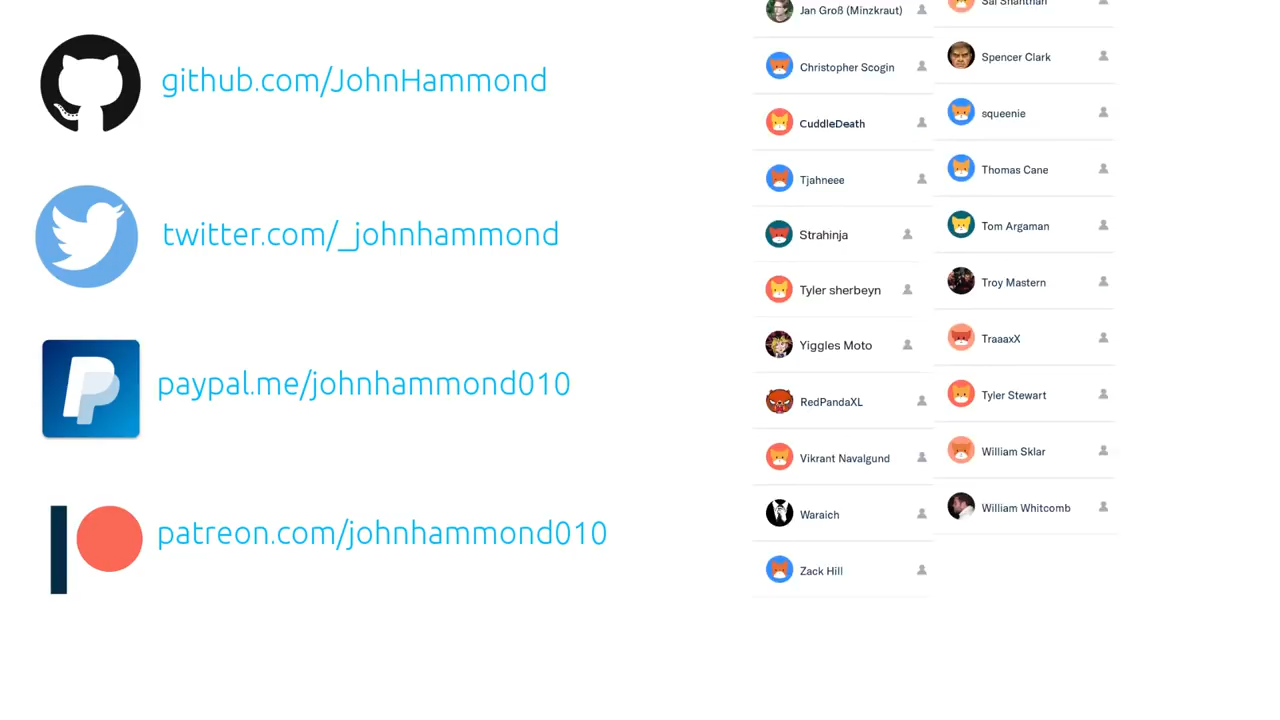 github.com/JohnHammond
twitter.com/_johnhammond
paypal.me/johnhammond010
patreon.com/johnhammond010
Jan Groß (Minzkraut)
Christopher Scogin
CuddleDeath
Tjahneee
Strahinja
Tyler sherbeyn
Yiggles Moto
RedPandaXL
Vikrant Navalgund
Waraich
Zack Hill
Sai Shanthan
Spencer Clark
squeenie
Thomas Cane
Tom Argaman
Troy Mastern
TraaaxX
Tyler Stewart
William Sklar
William Whitcomb